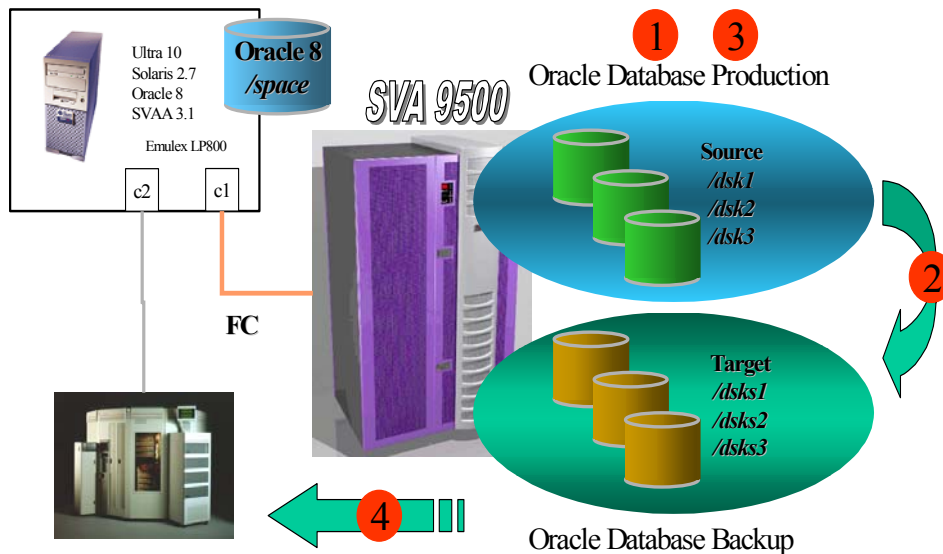 Ultra 10
Solaris 2.7
Oracle 8
SVAA 3.1
Emulex LP800
c2
c1
Oracle 8
/space
FC
SVA 9500
1
3
Oracle Database Production
Source
/dsk1
/dsk2
/dsk3
2
Target
/dsks1
/dsks2
/dsks3
4
Oracle Database Backup